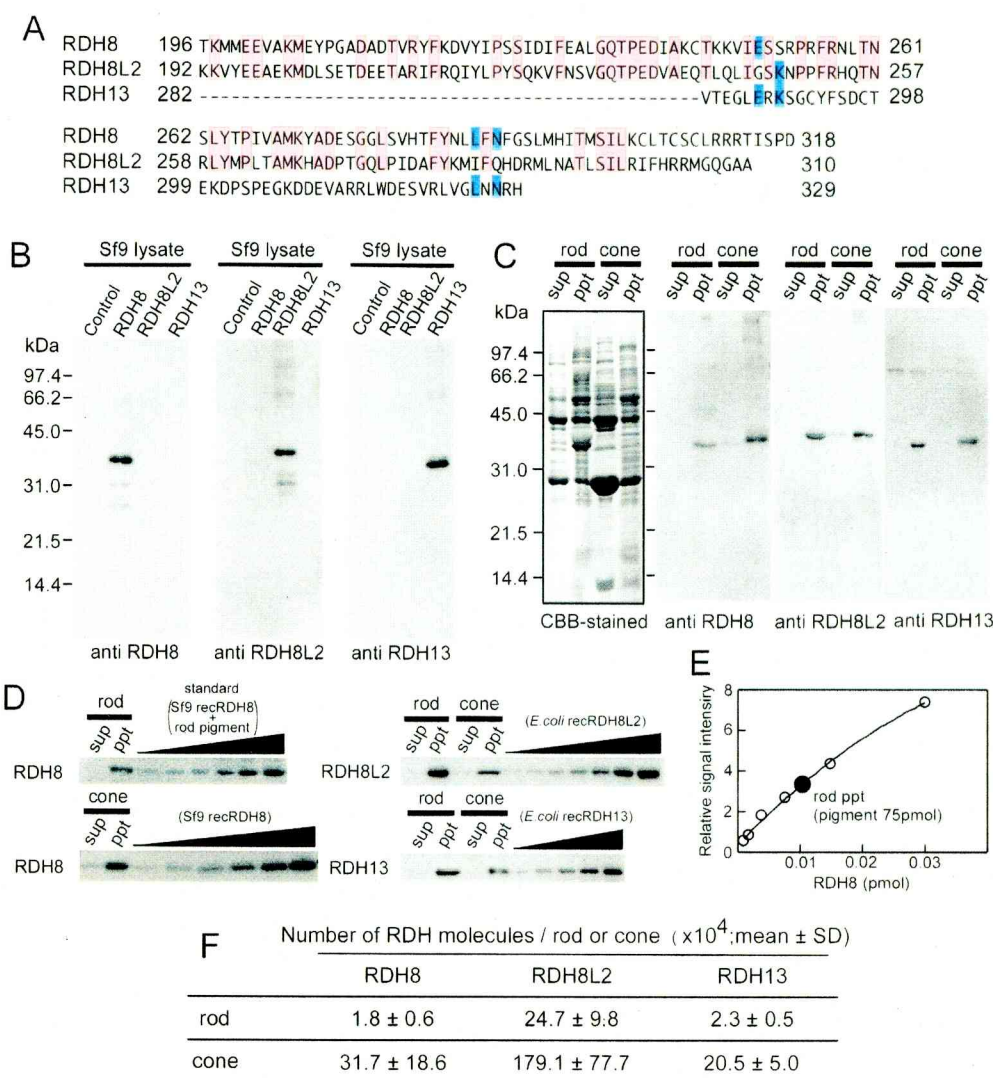 A
RDH8 196 TKMMEEVAKMEYPGADADTVRYFKDVYIPSSIDIFEALGQTPEDIAKCTKKVIESSRPRFRNLTN 261
RDH8L2 192 KKVYEEAEKMDLSETDEETARIFRQIYLPYSQKVFNSVGQTPEDVAEQTLQLIGSKNPPFRHQTN 257
RDH13 282 -----------------------------------------------VTEGLERKSGCYFSDCT 298
RDH8 262 SLYTPIVAMKYADESGGLSVHTFYNLLFNFGSLMHITMSILKCLTCSCLRRRTISPD 318
RDH8L2 258 RLYMPLTAMKHADPTGQLPIDAFYKMIFQHDRMLNATLSILRIFHRRMGQGAA 310
RDH13 299 EKDPSPEGKDDEVARRLWDESVRLVGLNNRH 329
B
Sf9 lysate Sf9 lysate Sf9 lysate
Control RDH8 RDH8L2 RDH13 Control RDH8 RDH8L2 RDH13 Control RDH8 RDH8L2 RDH13
kDa
97.4
66.2
45.0
31.0
21.5
14.4
anti RDH8 anti RDH8L2 anti RDH13
C
rod cone rod cone rod cone rod cone
sup ppt sup ppt sup ppt sup ppt sup ppt sup ppt sup ppt sup ppt
kDa
97.4
66.2
45.0
31.0
21.5
14.4
CBB-stained anti RDH8 anti RDH8L2 anti RDH13
D
rod
sup ppt
standard
(Sf9 recRDH8
+
rod pigment)
RDH8
cone
sup ppt
(Sf9 recRDH8)
RDH8
rod cone
sup ppt sup ppt
(E.coli recRDH8L2)
RDH8L2
rod cone
sup ppt sup ppt
(E.coli recRDH13)
RDH13
E
Relative signal intensiry
8
6
4
2
0
rod ppt
(pigment 75pmol)
0.01 0.02 0.03
RDH8 (pmol)
F
Number of RDH molecules / rod or cone (x10⁴;mean ± SD)
RDH8 RDH8L2 RDH13
rod 1.8 ± 0.6 24.7 ± 9.8 2.3 ± 0.5
cone 31.7 ± 18.6 179.1 ± 77.7 20.5 ± 5.0